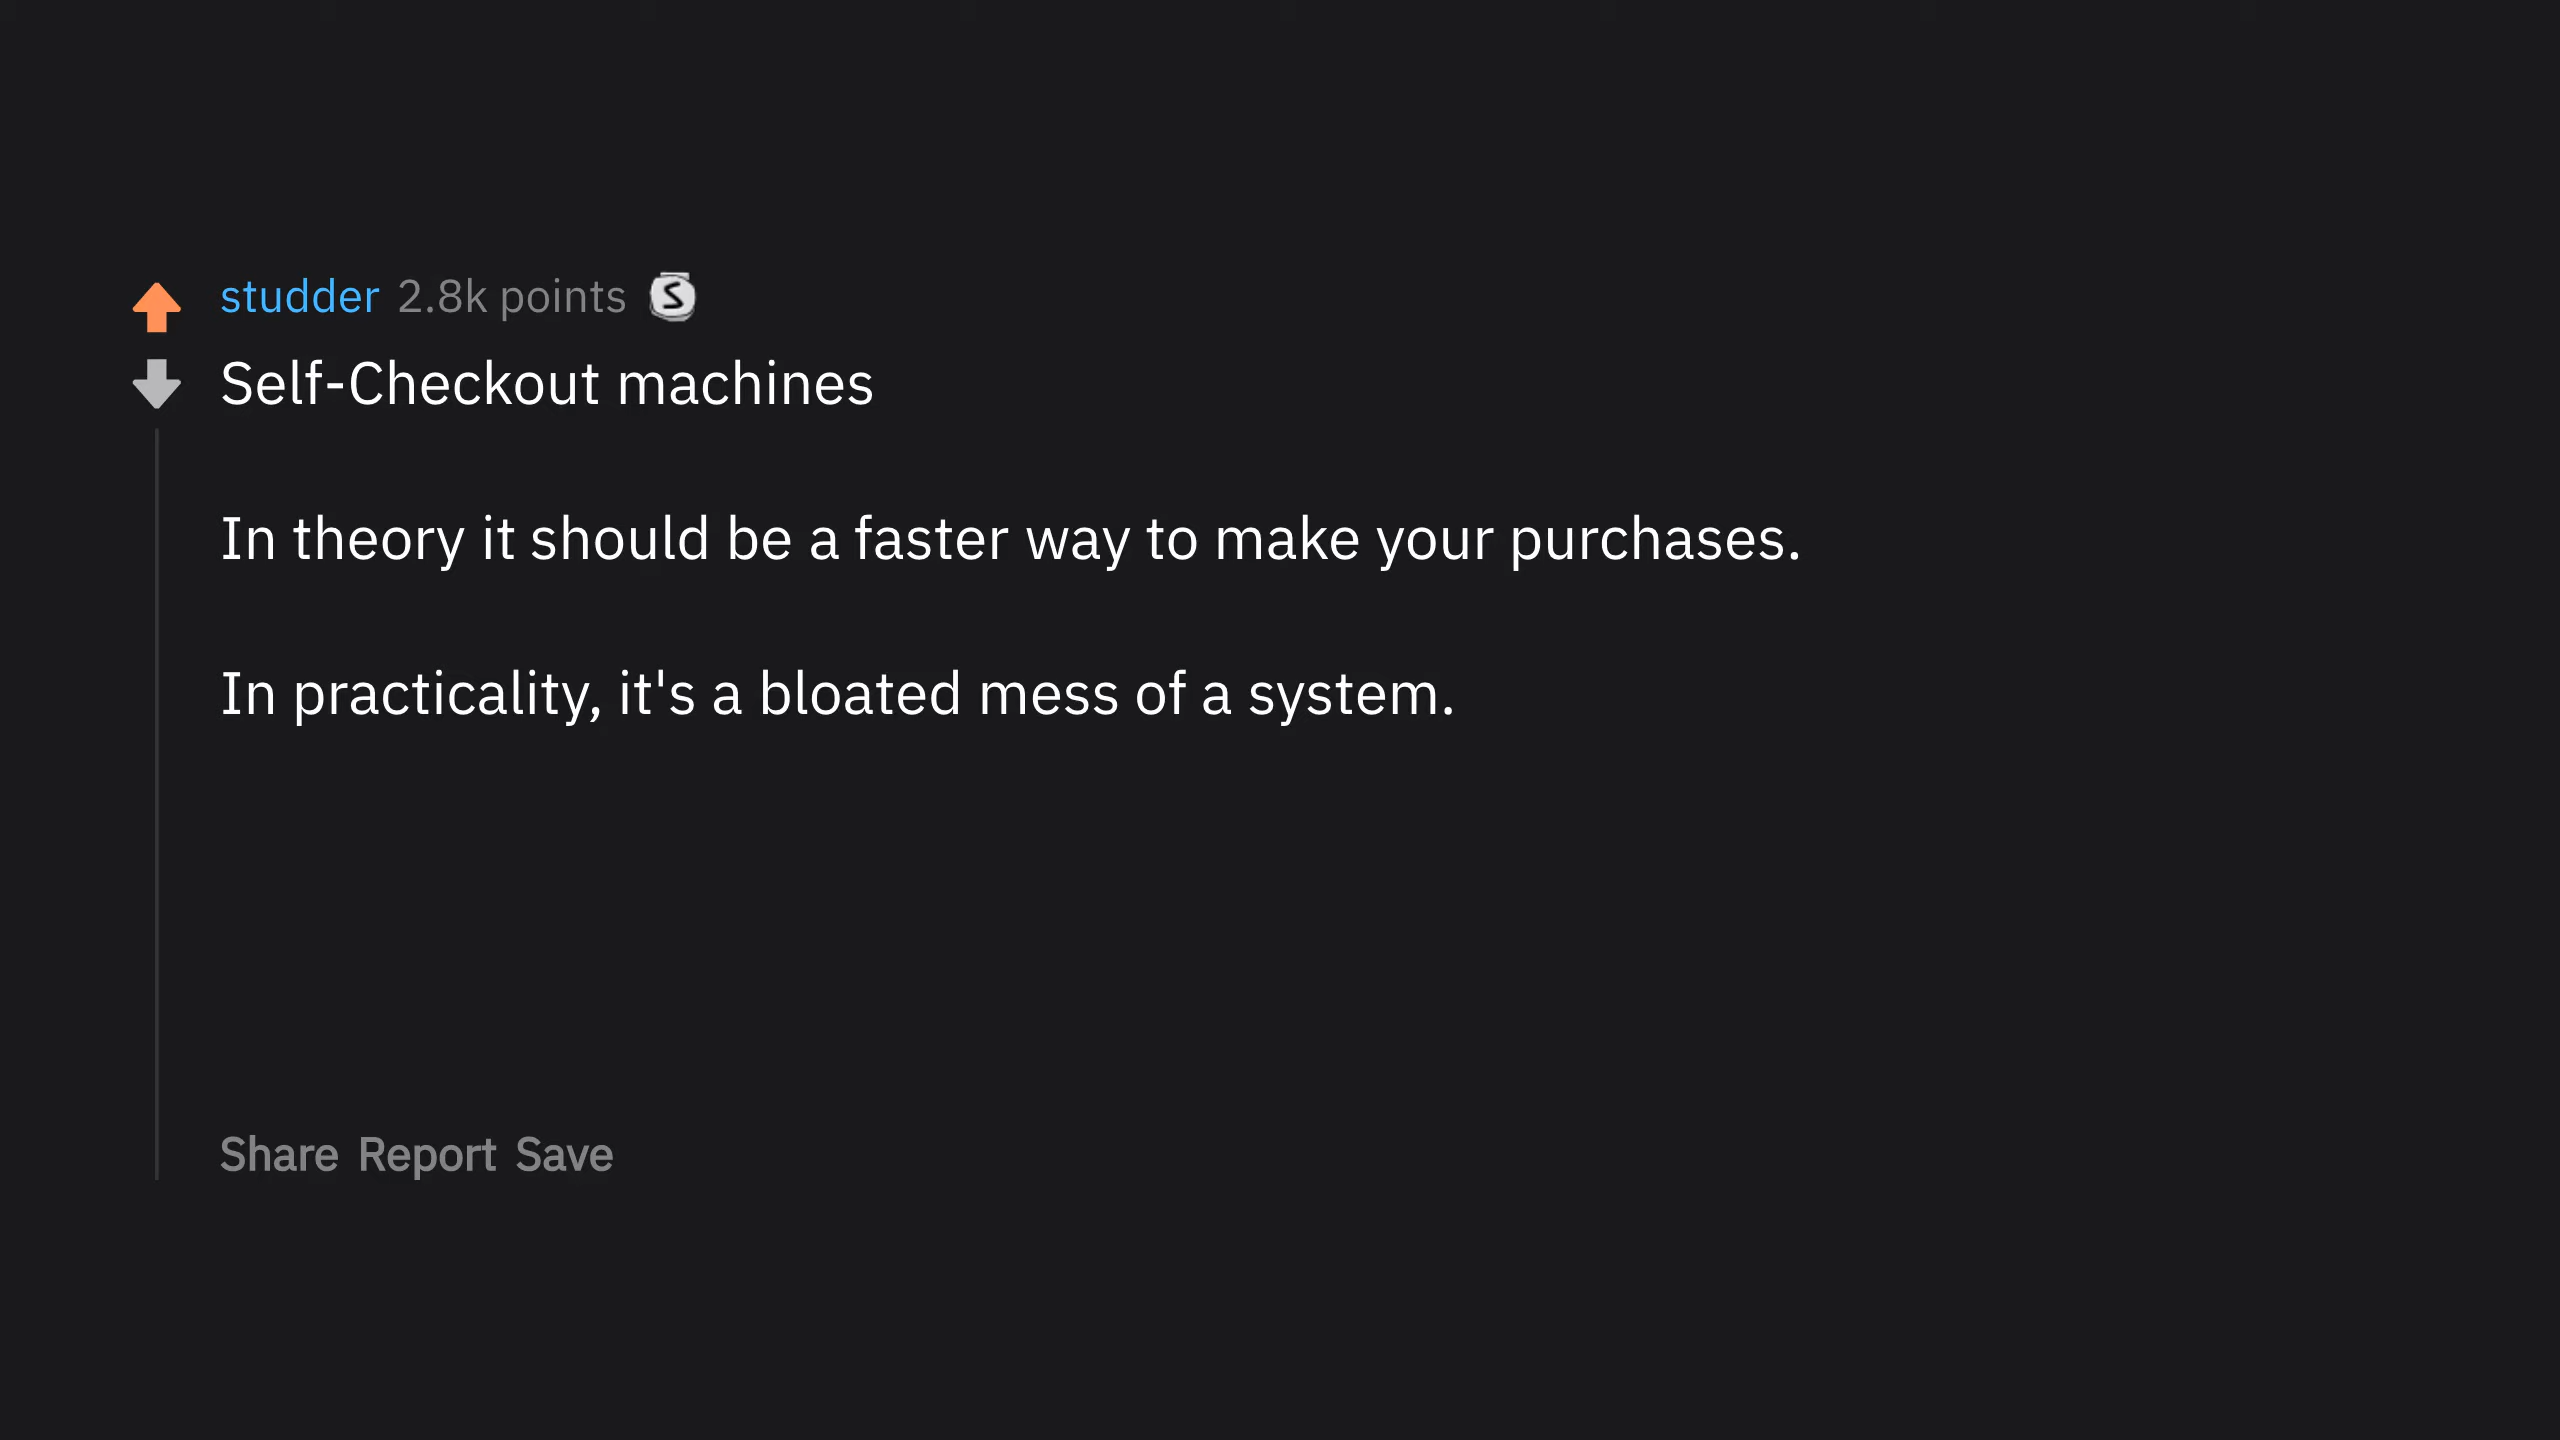 studder 2.8k points S
Self-Checkout machines
In theory it should be a faster way to make your purchases.
In practicality, it's a bloated mess of a system.
Share Report Save